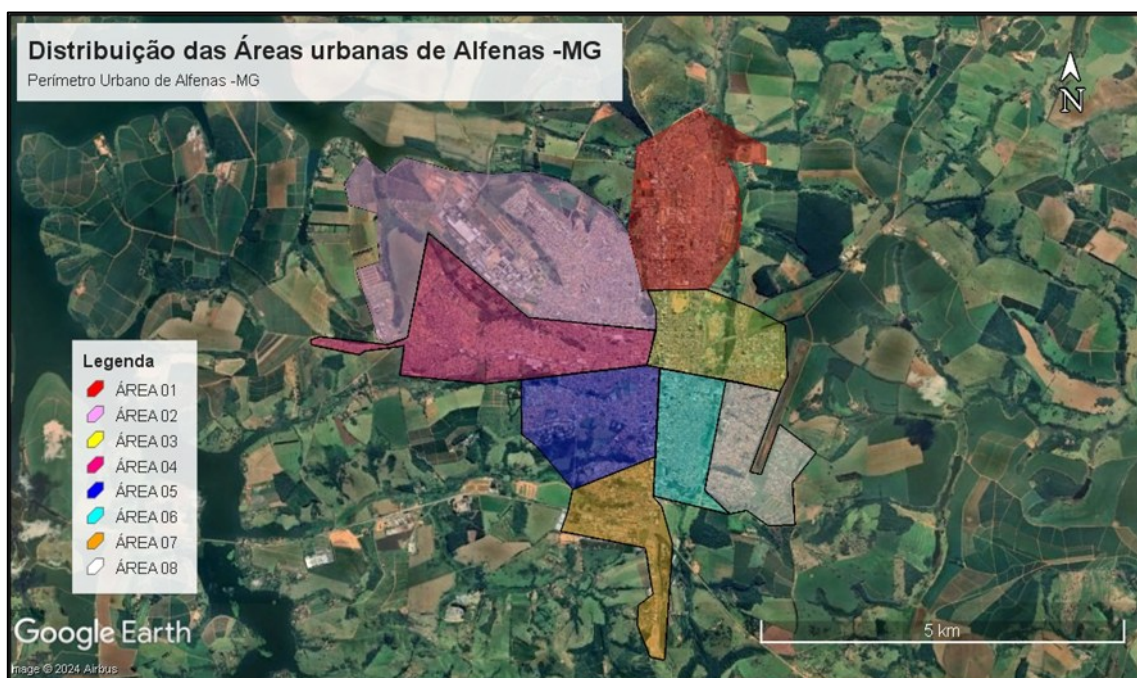 Distribuição das Áreas urbanas de Alfenas -MG
Perímetro Urbano de Alfenas -MG
N
Legenda
ÁREA 01
ÁREA 02
ÁREA 03
ÁREA 04
ÁREA 05
ÁREA 06
ÁREA 07
ÁREA 08
Google Earth
5 km
mage © 2024 Airbus